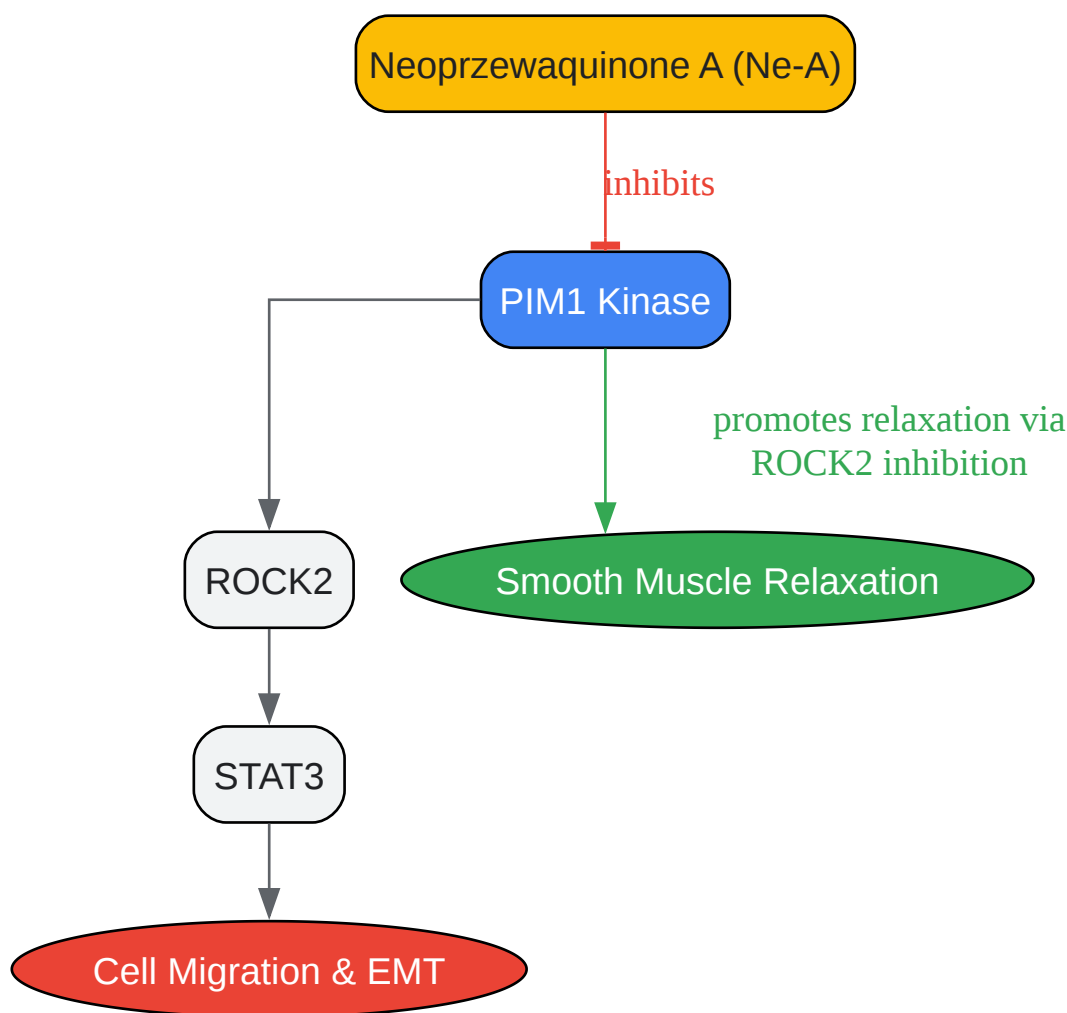 Neoprzewaquinone A (Ne-A)
inhibits
PIM1 Kinase
promotes relaxation via
ROCK2 inhibition
ROCK2
Smooth Muscle Relaxation
STAT3
Cell Migration & EMT